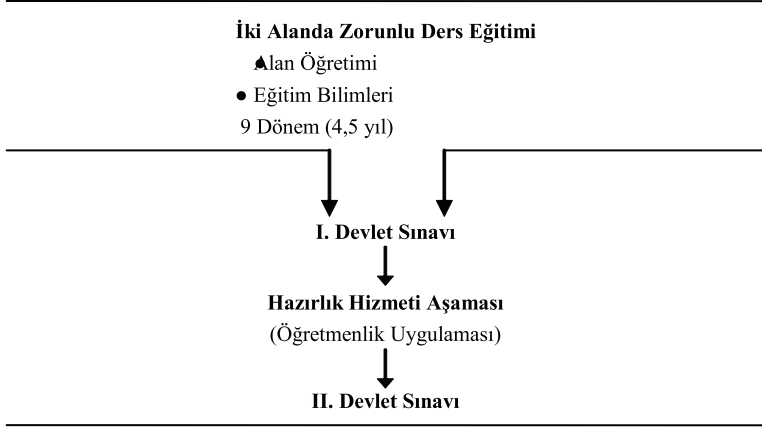 İki Alanda Zorunlu Ders Eğitimi
● Alan Öğretimi
● Eğitim Bilimleri
9 Dönem (4,5 yıl)
I. Devlet Sınavı
Hazırlık Hizmeti Aşaması
(Öğretmenlik Uygulaması)
II. Devlet Sınavı